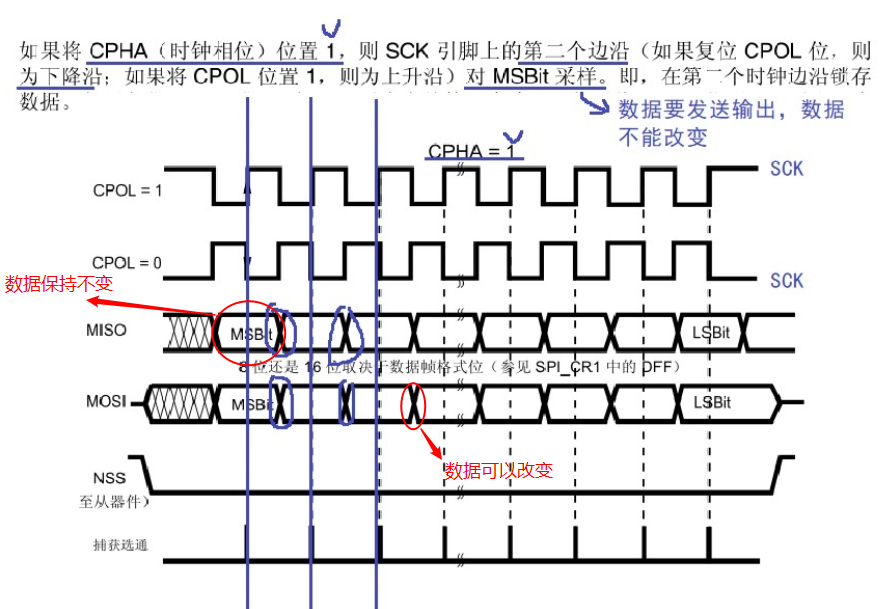 如果将 CPHA（时钟相位）位置 1，则 SCK 引脚上的第二个边沿（如果复位 CPOL 位，则
为下降沿；如果将 CPOL 位置 1，则为上升沿）对 MSBit 采样。即，在第二个时钟边沿锁存
数据。
数据要发送输出，数据
不能改变
CPHA = 1
SCK
CPOL = 1
CPOL = 0
SCK
数据保持不变
MISO
MSBit
LSBit
8 位还是 16 位取决于数据帧格式位（参见 SPI_CR1 中的 DFF）
MOSI
MSBit
LSBit
数据可以改变
NSS
至从器件）
捕获选通